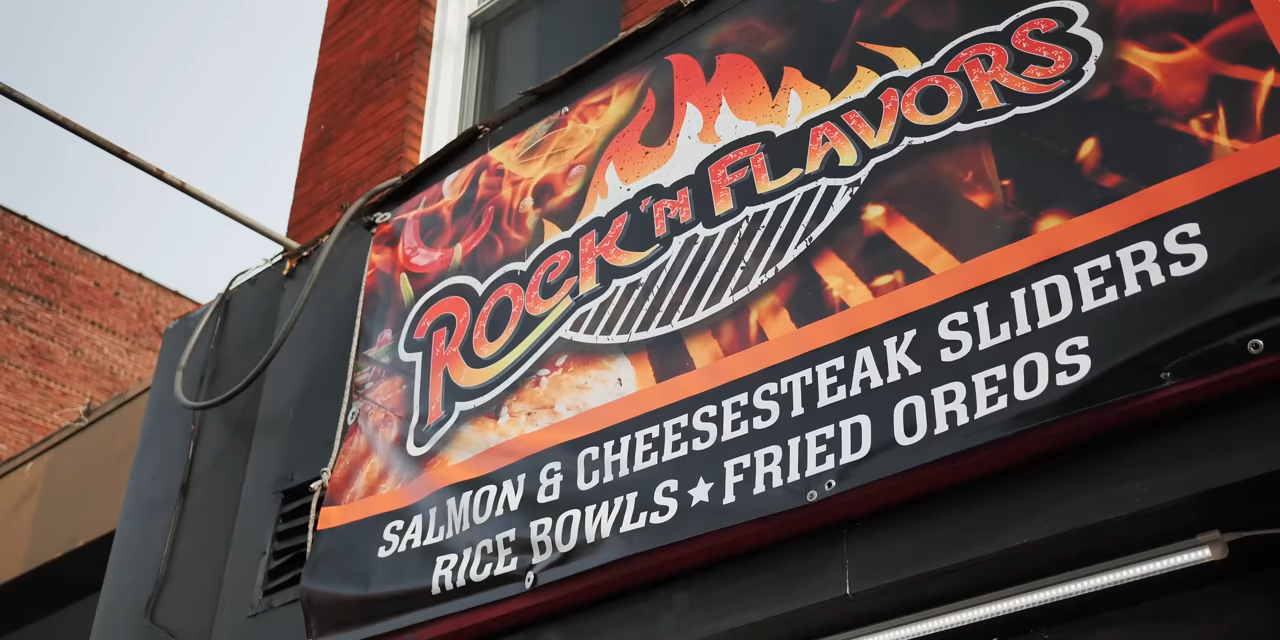 ROCK'N FLAVORS
SALMON & CHEESESTEAK SLIDERS
RICE BOWLS★FRIED OREOS